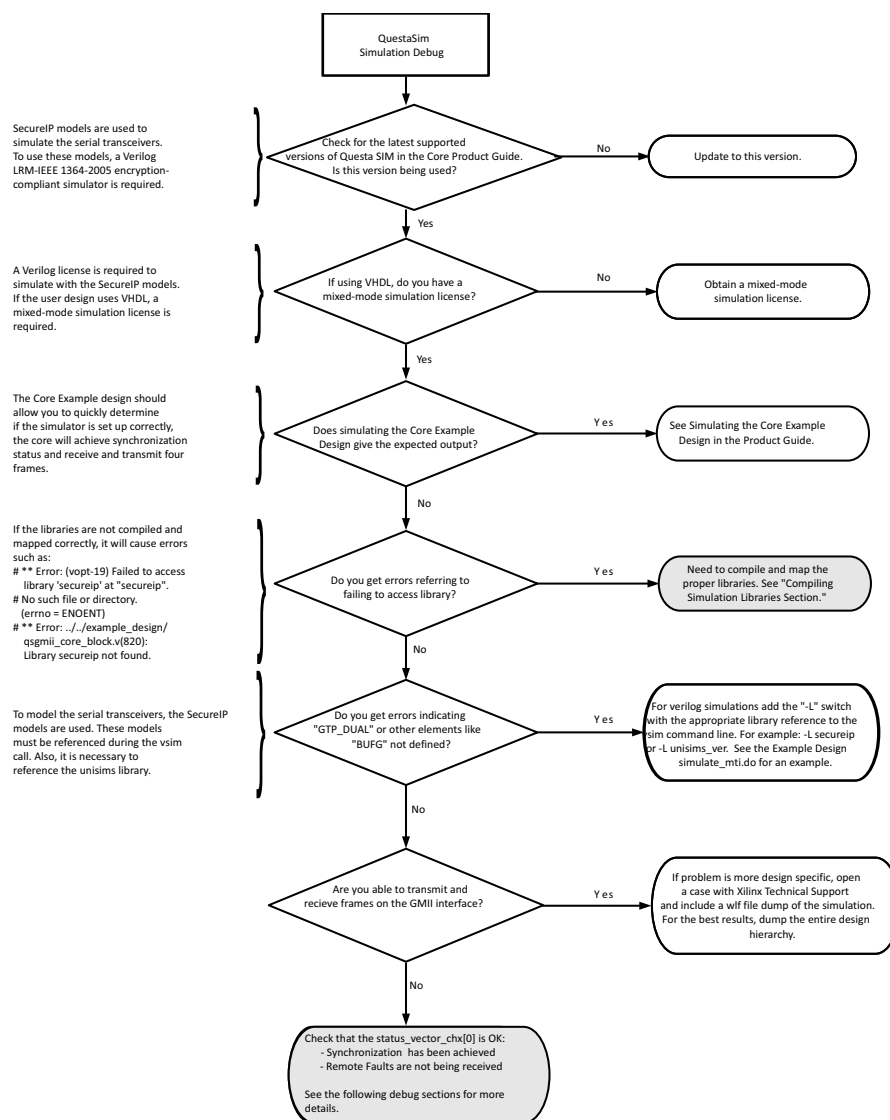 QuestaSim
Simulation Debug
SecureIP models are used to
simulate the serial transceivers.
To use these models, a Verilog
LRM-IEEE 1364-2005 encryption-
compliant simulator is required.
Check for the latest supported
versions of Questa SIM in the Core Product Guide.
Is this version being used?
No
Update to this version.
Yes
A Verilog license is required to
simulate with the SecureIP models.
If the user design uses VHDL, a
mixed-mode simulation license is
required.
If using VHDL, do you have a
mixed-mode simulation license?
No
Obtain a mixed-mode
simulation license.
Yes
The Core Example design should
allow you to quickly determine
if the simulator is set up correctly,
the core will achieve synchronization
status and receive and transmit four
frames.
Does simulating the Core Example
Design give the expected output?
Yes
See Simulating the Core Example
Design in the Product Guide.
No
If the libraries are not compiled and
mapped correctly, it will cause errors
such as:
# ** Error: (vopt-19) Failed to access
library 'secureip' at "secureip".
# No such file or directory.
(errno = ENOENT)
# ** Error: ../../example_design/
qsgmii_core_block.v(820):
Library secureip not found.
Do you get errors referring to
failing to access library?
Yes
Need to compile and map the
proper libraries. See "Compiling
Simulation Libraries Section."
No
To model the serial transceivers, the SecureIP
models are used. These models
must be referenced during the vsim
call. Also, it is necessary to
reference the unisims library.
Do you get errors indicating
"GTP_DUAL" or other elements like
"BUFG" not defined?
Yes
For verilog simulations add the "-L" switch
with the appropriate library reference to the
vsim command line. For example: -L secureip
or -L unisims_ver. See the Example Design
simulate_mti.do for an example.
No
Are you able to transmit and
recieve frames on the GMII interface?
Yes
If problem is more design specific, open
a case with Xilinx Technical Support
and include a wlf file dump of the simulation.
For the best results, dump the entire design
hierarchy.
No
Check that the status_vector_chx[0] is OK:
- Synchronization has been achieved
- Remote Faults are not being received
See the following debug sections for more
details.